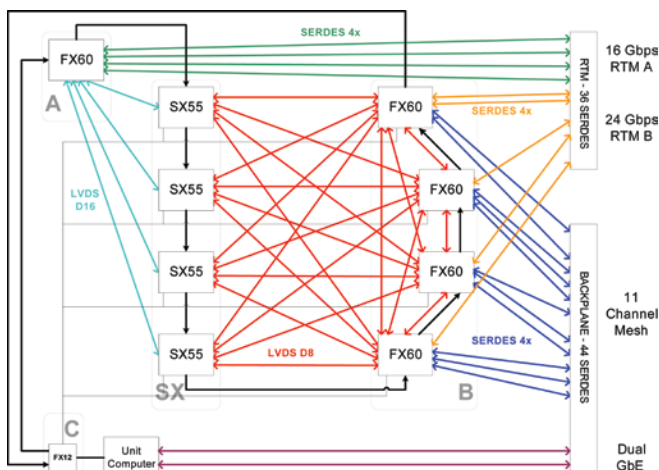 SERDES 4x
16 Gbps
RTM A
FX60
A
RTM - 36 SERDES
SX55
FX60
SERDES 4x
24 Gbps
RTM B
LVDS
D16
SX55
FX60
SX55
FX60
BACKPLANE - 44 SERDES
11
Channel
Mesh
SX55
LVDS D8
FX60
SERDES 4x
SX
B
C
FX12
Unit
Computer
Dual
GbE